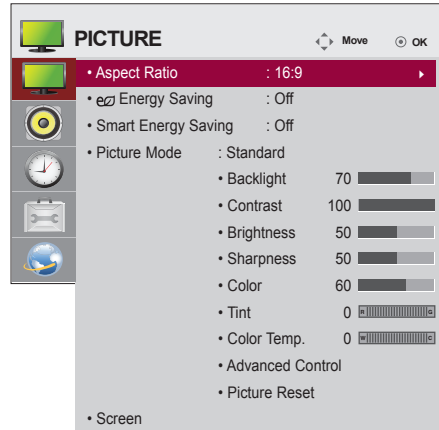 PICTURE
Move OK
• Aspect Ratio : 16:9
• Energy Saving : Off
• Smart Energy Saving : Off
• Picture Mode : Standard
• Backlight 70
• Contrast 100
• Brightness 50
• Sharpness 50
• Color 60
• Tint 0 R G
• Color Temp. 0 W C
• Advanced Control
• Picture Reset
• Screen